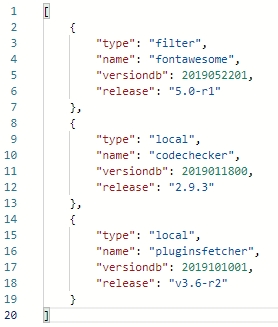 1 [
2 {
3 "type": "filter",
4 "name": "fontawesome",
5 "versiondb": 2019052201,
6 "release": "5.0-r1"
7 },
8 {
9 "type": "local",
10 "name": "codechecker",
11 "versiondb": 2019011800,
12 "release": "2.9.3"
13 },
14 {
15 "type": "local",
16 "name": "pluginsfetcher",
17 "versiondb": 2019101001,
18 "release": "v3.6-r2"
19 }
20 ]